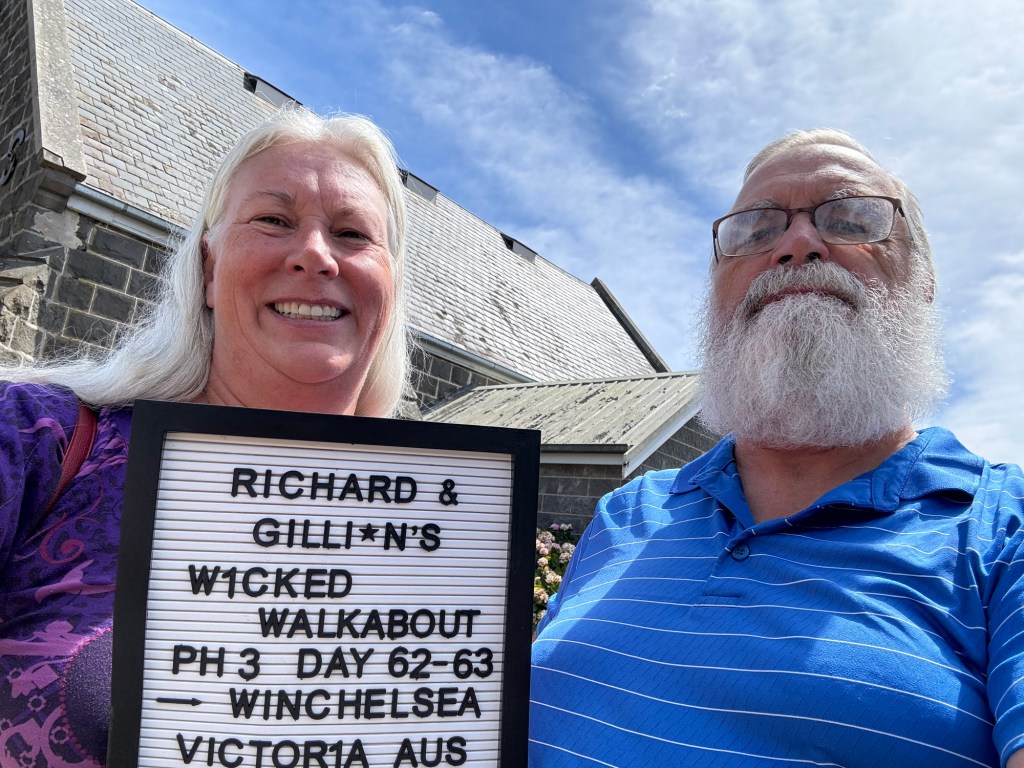 RICHARD &
GILLI★N'S
W1CKED
WALKABOUT
PH 3 DAY 62-63
→ WINCHELSEA
VICTOR1A AUS